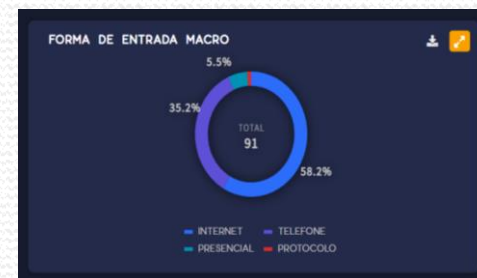 FORMA DE ENTRADA MACRO
5.5%
35.2%
TOTAL
91
58.2%
INTERNET TELEFONE
PRESENCIAL PROTOCOLO